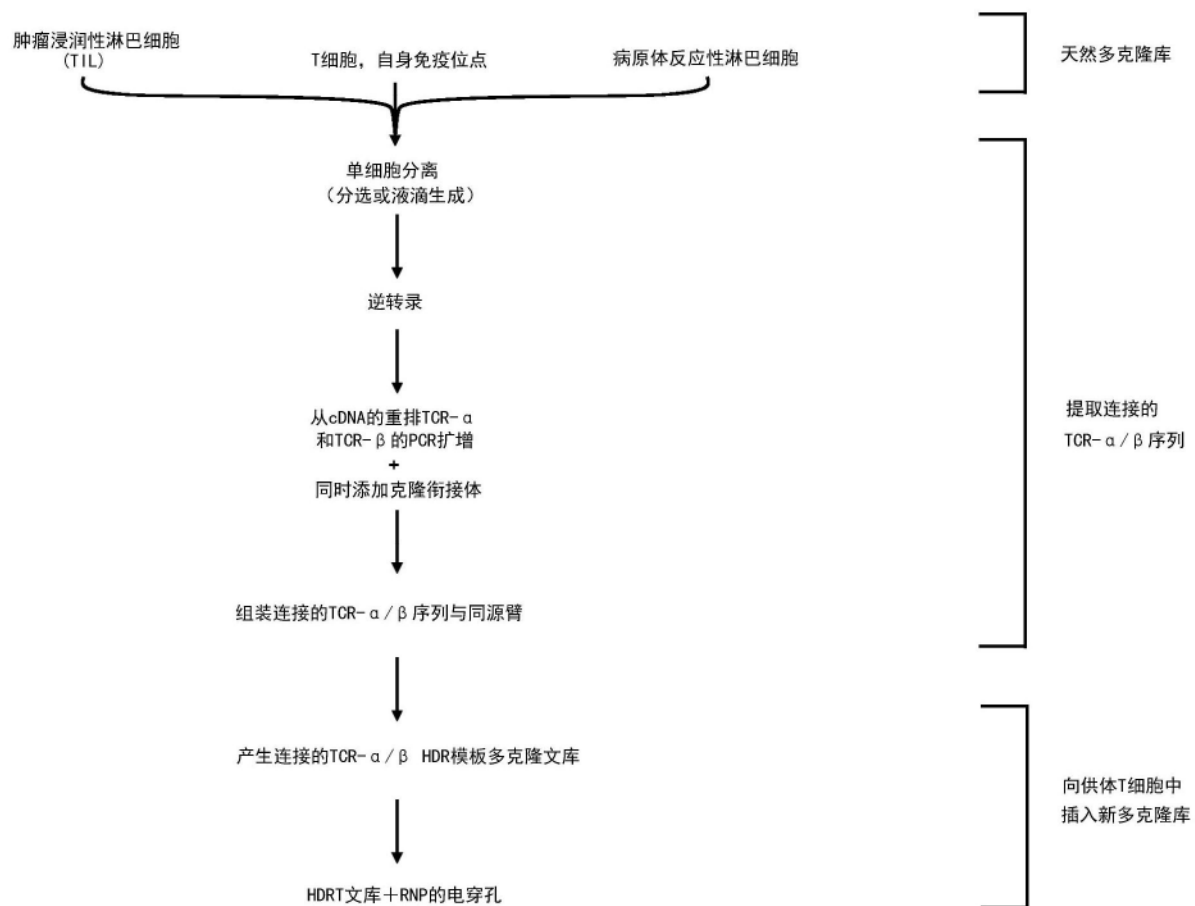 肿瘤浸润性淋巴细胞
(TIL)
T细胞，自身免疫位点
病原体反应性淋巴细胞
天然多克隆库
单细胞分离
（分选或液滴生成）
逆转录
从cDNA的重排TCR-α
和TCR-β的PCR扩增
+
同时添加克隆衔接体
组装连接的TCR-α/β序列与同源臂
提取连接的
TCR-α/β序列
产生连接的TCR-α/β HDR模板多克隆文库
HDRT文库＋RNP的电穿孔
向供体T细胞中
插入新多克隆库